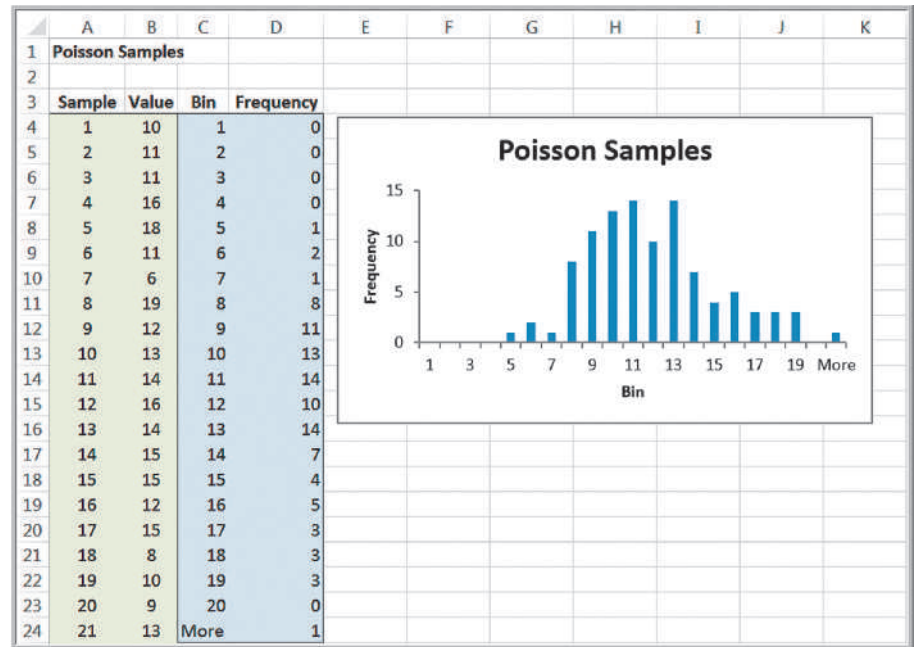 A B C D E F G H I J K
1 Poisson Samples
2
3 Sample Value Bin Frequency
4 1 10 1 0
5 2 11 2 0
6 3 11 3 0
7 4 16 4 0
8 5 18 5 1
9 6 11 6 2
10 7 6 7 1
11 8 19 8 8
12 9 12 9 11
13 10 13 10 13
14 11 14 11 14
15 12 16 12 10
16 13 14 13 14
17 14 15 14 7
18 15 15 15 4
19 16 12 16 5
20 17 15 17 3
21 18 8 18 3
22 19 10 19 3
23 20 9 20 0
24 21 13 More 1
Poisson Samples
Frequency
15
10
5
0
1 3 5 7 9 11 13 15 17 19 More
Bin